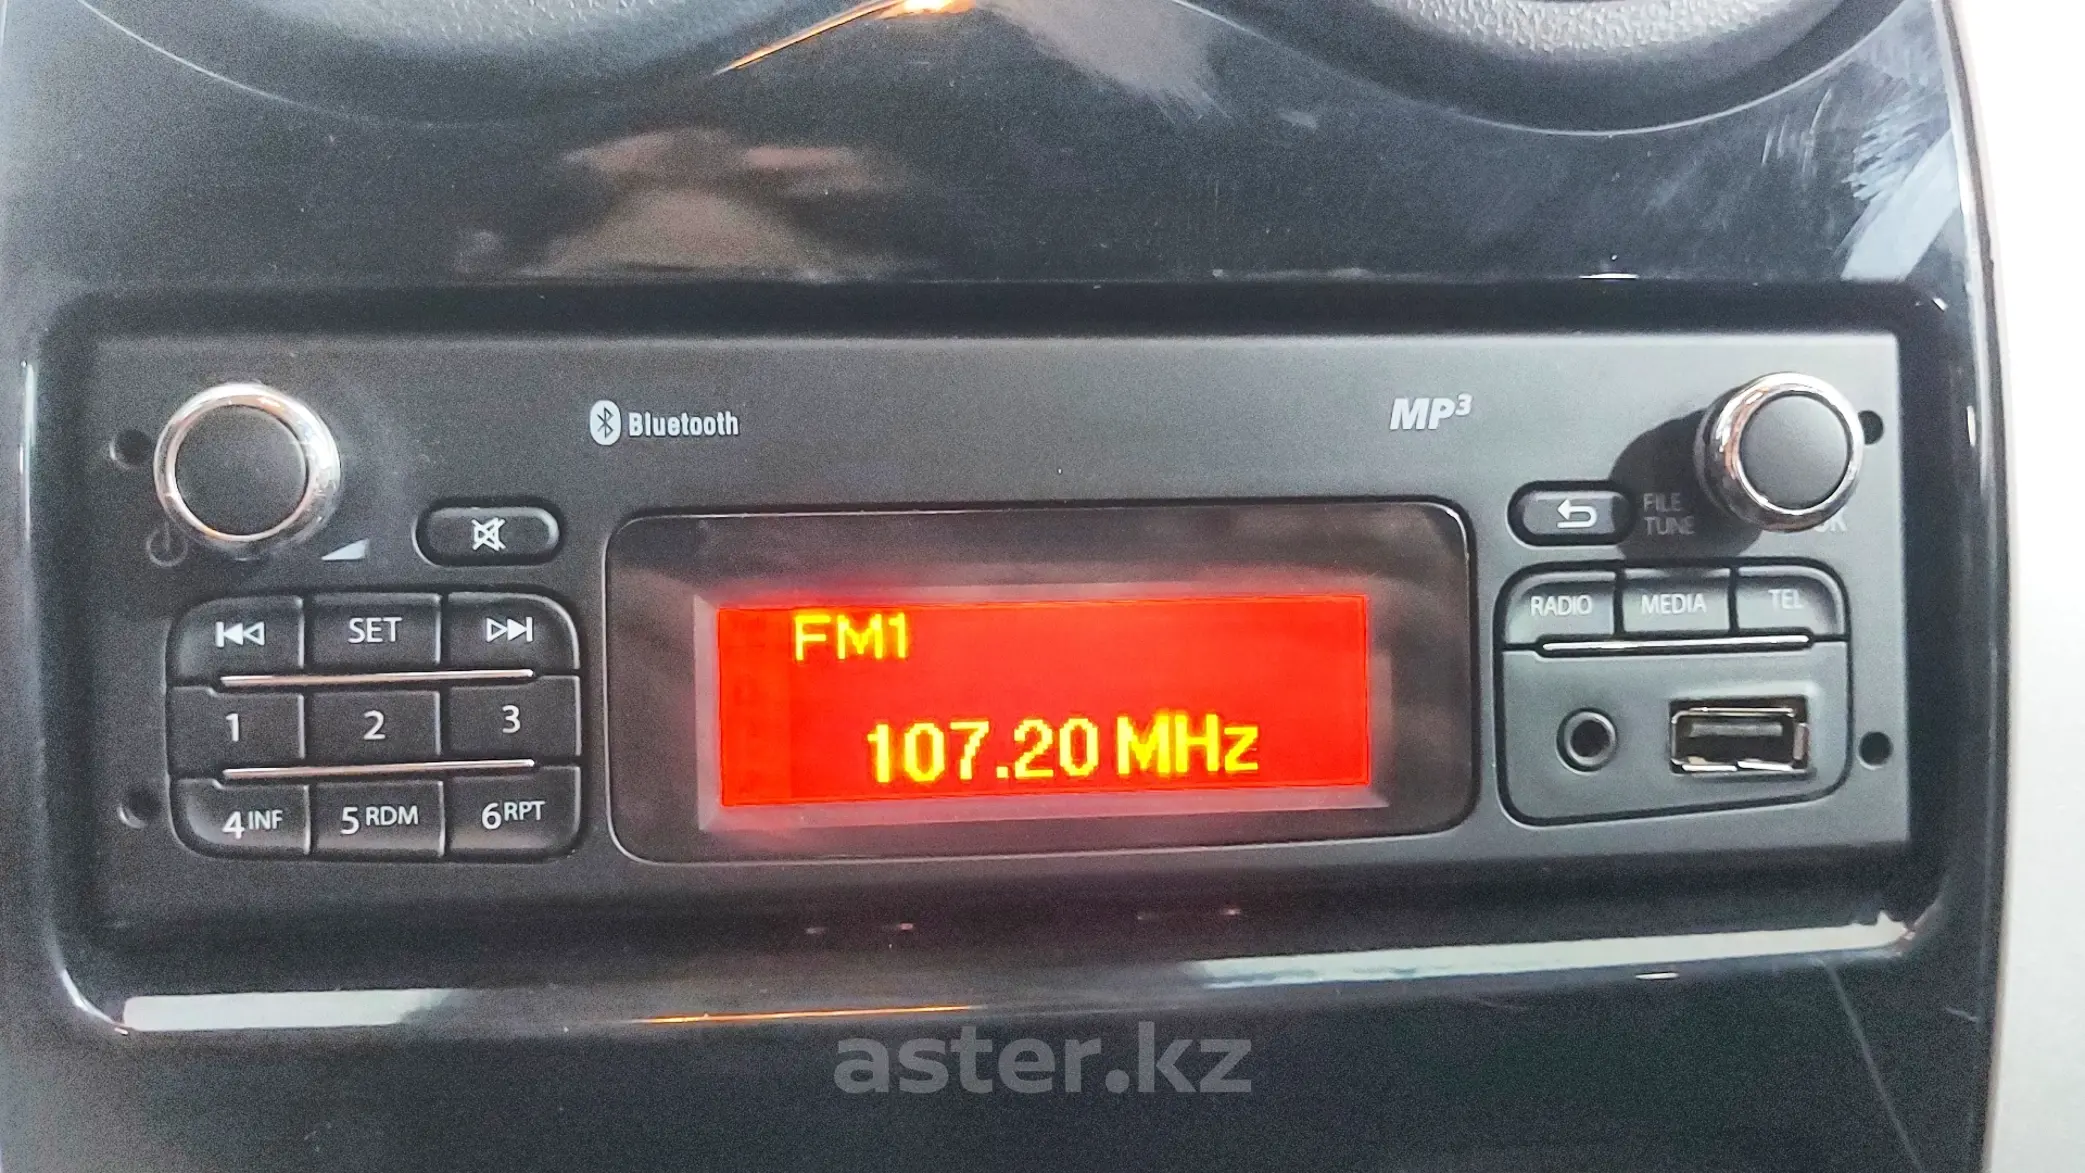 Bluetooth
MP3
FILE
TUNE
OK
SET
FM1
RADIO
MEDIA
TEL
1
2
3
107.20 MHz
4 INF
5 RDM
6 RPT
aster.kz